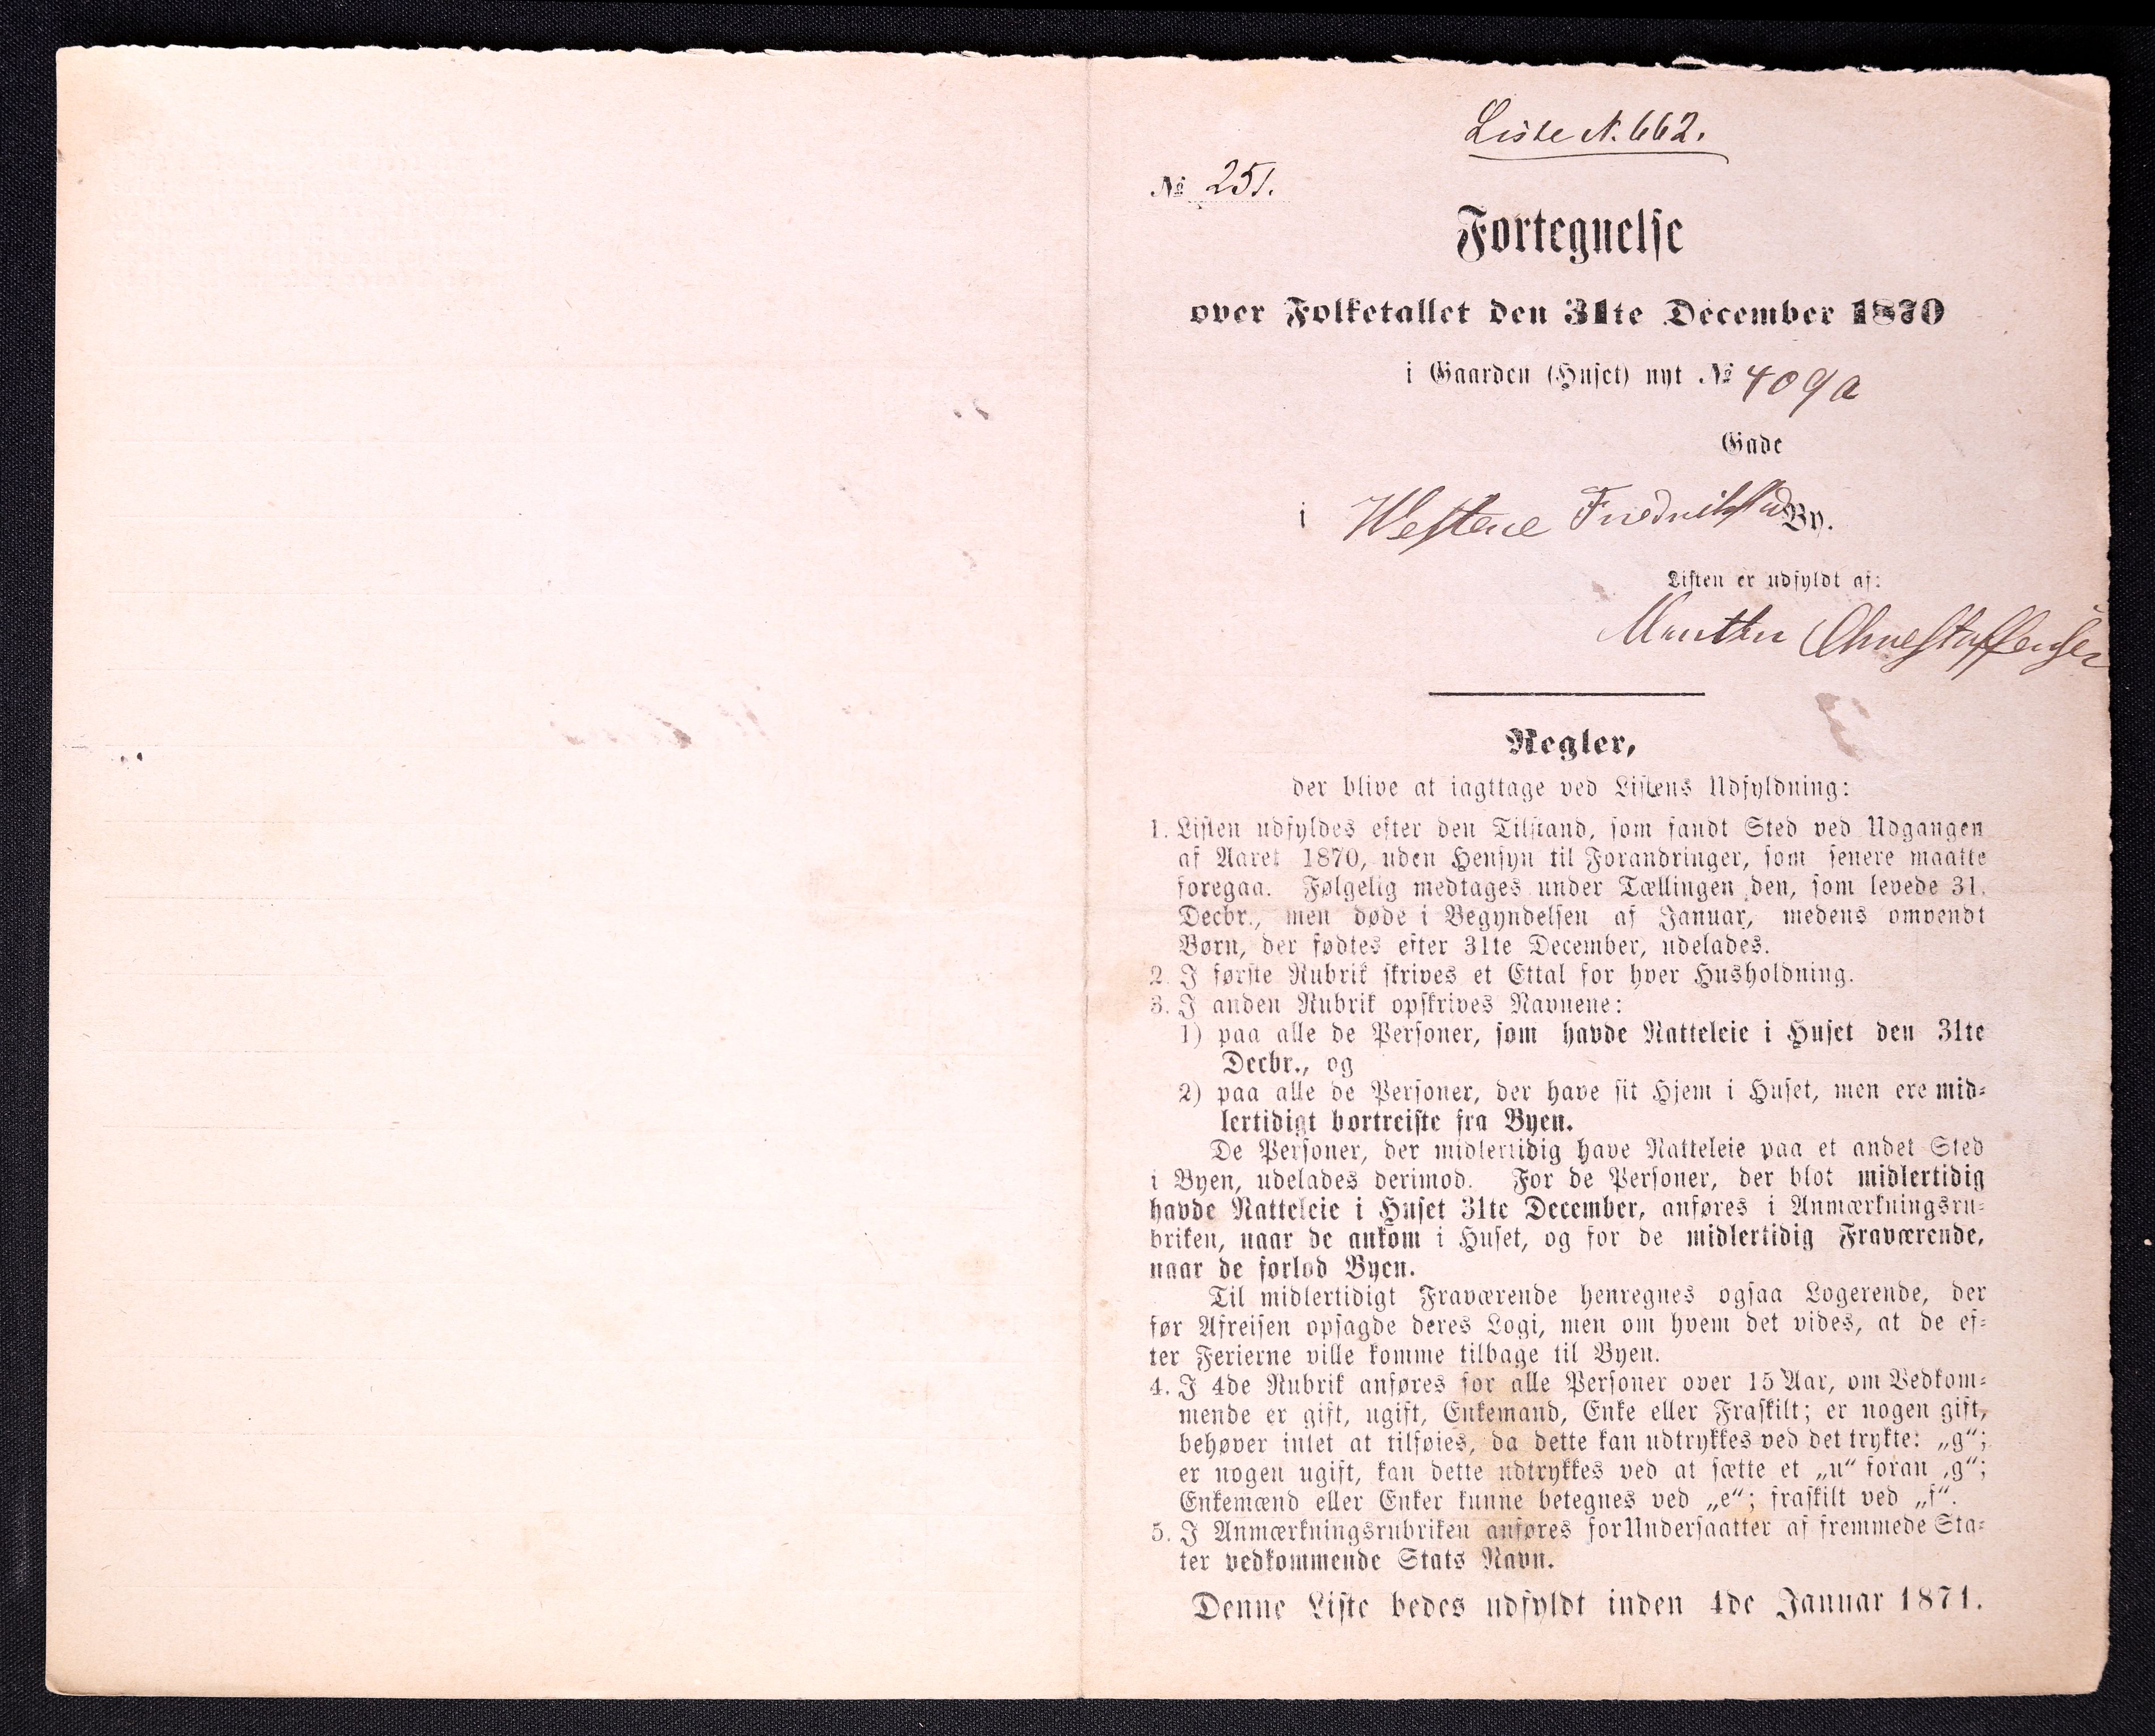 Liste N. 662.
№ 251.
Fortegnelse
over Folketallet den 31te December 1870
i Gaarden (Huset) nyt № 409a
Gade
i Westene Fredrikstad By.
Listen er udfyldt af:
Regler,
der blive at iagttage ved Listens Udfyldning:
1. Listen udfyldes efter den Tilstand, som fandt Sted ved Udgangen
af Aaret 1870, uden Hensyn til Forandringer, som senere maatte
foregaa. Følgelig medtages under Tællingen den, som levede 31.
Decbr., men døde i Begyndelsen af Januar, medens omvendt
Børn, der fødtes efter 31te December, udelades.
2. I første Rubrik skrives et Ettal for hver Husholdning.
3. I anden Rubrik opskrives Navnene:
1) paa alle de Personer, som havde Natteleie i Huset den 31te
Decbr., og
2) paa alle de Personer, der have sit Hjem i Huset, men ere mid-
lertidigt bortreiste fra Byen.
De Personer, der midlertidig have Natteleie paa et andet Sted
i Byen, udelades derimod. For de Personer, der blot midlertidig
havde Natteleie i Huset 31te December, anføres i Anmærkningsru-
briken, naar de ankom i Huset, og for de midlertidig Fraværende,
naar de forlod Byen.
Til midlertidigt Fraværende henregnes ogsaa Logerende, der
før Afreisen opsagde deres Logi, men om hvem det vides, at de ef-
ter Ferierne ville komme tilbage til Byen.
4. I 4de Rubrik anføres for alle Personer over 15 Aar, om Vedkom-
mende er gift, ugift, Enkemand, Enke eller Fraskilt; er nogen gift,
behøver intet at tilføies, da dette kan udtrykkes ved det trykte: „g“;
er nogen ugift, kan dette udtrykkes ved at sætte et „u“ foran „g“;
Enkemænd eller Enker kunne betegnes ved „e“; fraskilt ved „f“.
5. I Anmærkningsrubriken anføres for Undersaatter af fremmede Sta-
ter vedkommende Stats Navn.
Denne Liste bedes udfyldt inden 4de Januar 1871.